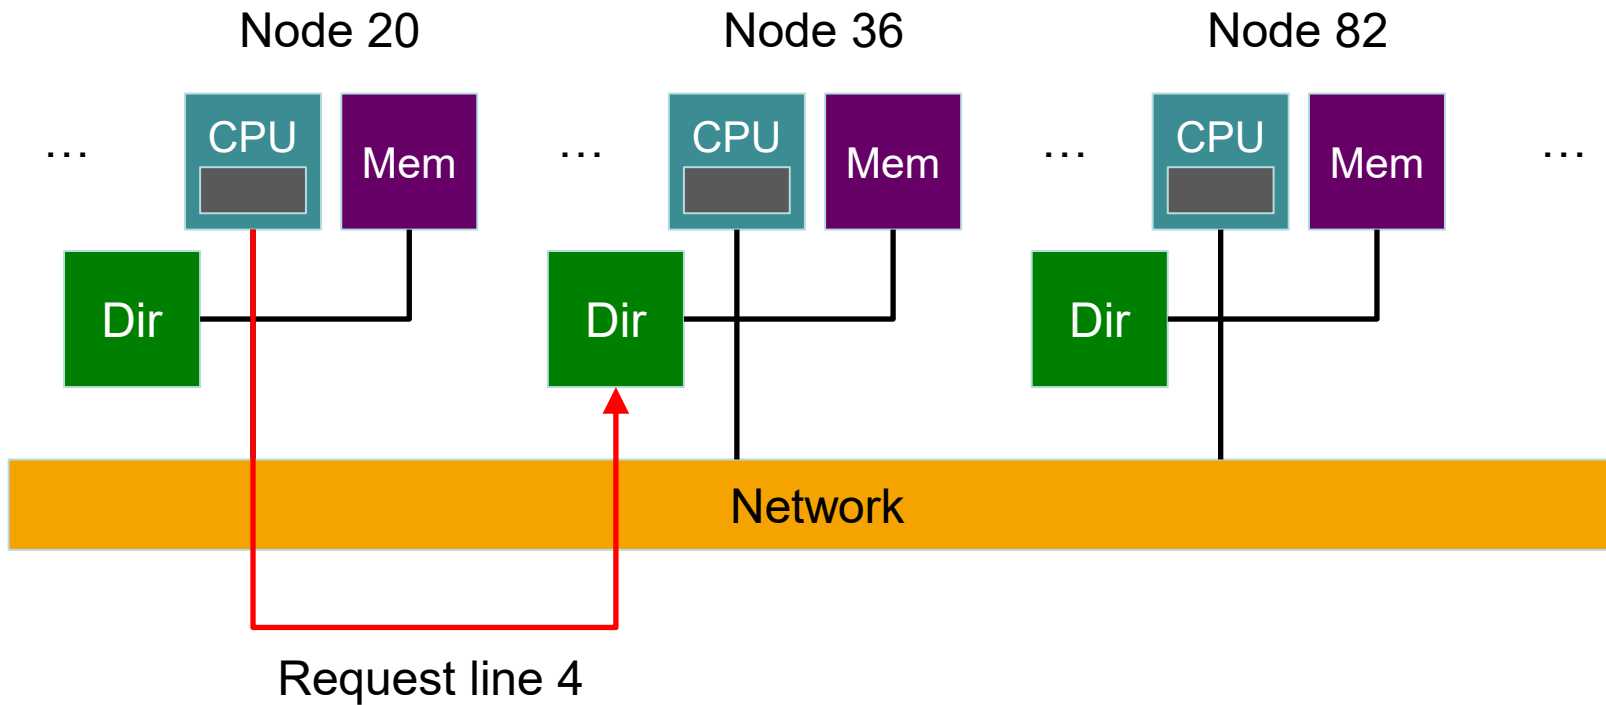 Node 20
Node 36
Node 82
... CPU Mem ... CPU Mem ... CPU Mem ...
Dir Dir Dir
Network
Request line 4